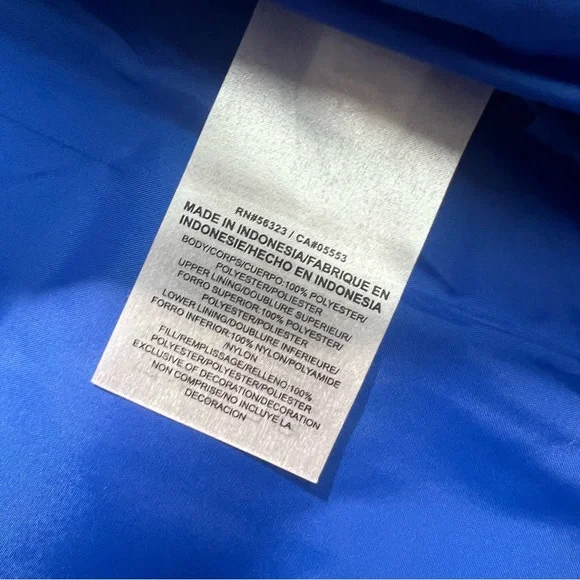 RN#56323 / CA#05553
MADE IN INDONESIA/FABRIQUE EN
INDONESIE/HECHO EN INDONESIA
BODY/CORPS/CUERPO:100% POLYESTER/
POLYESTER/POLIESTER
UPPER LINING/DOUBLURE SUPERIEUR/
FORRO SUPERIOR:100% POLYESTER/
POLYESTER/POLIESTER
LOWER LINING/DOUBLURE INFERIEURE/
FORRO INFERIOR:100% NYLON/POLYAMIDE
/NYLON
FILL/REMPLISSAGE/RELLENO:100%
POLYESTER/POLYESTER/POLIESTER
EXCLUSIVE OF DECORATION/DECORATION
NON COMPRISE/NO INCLUYE LA
DECORACION